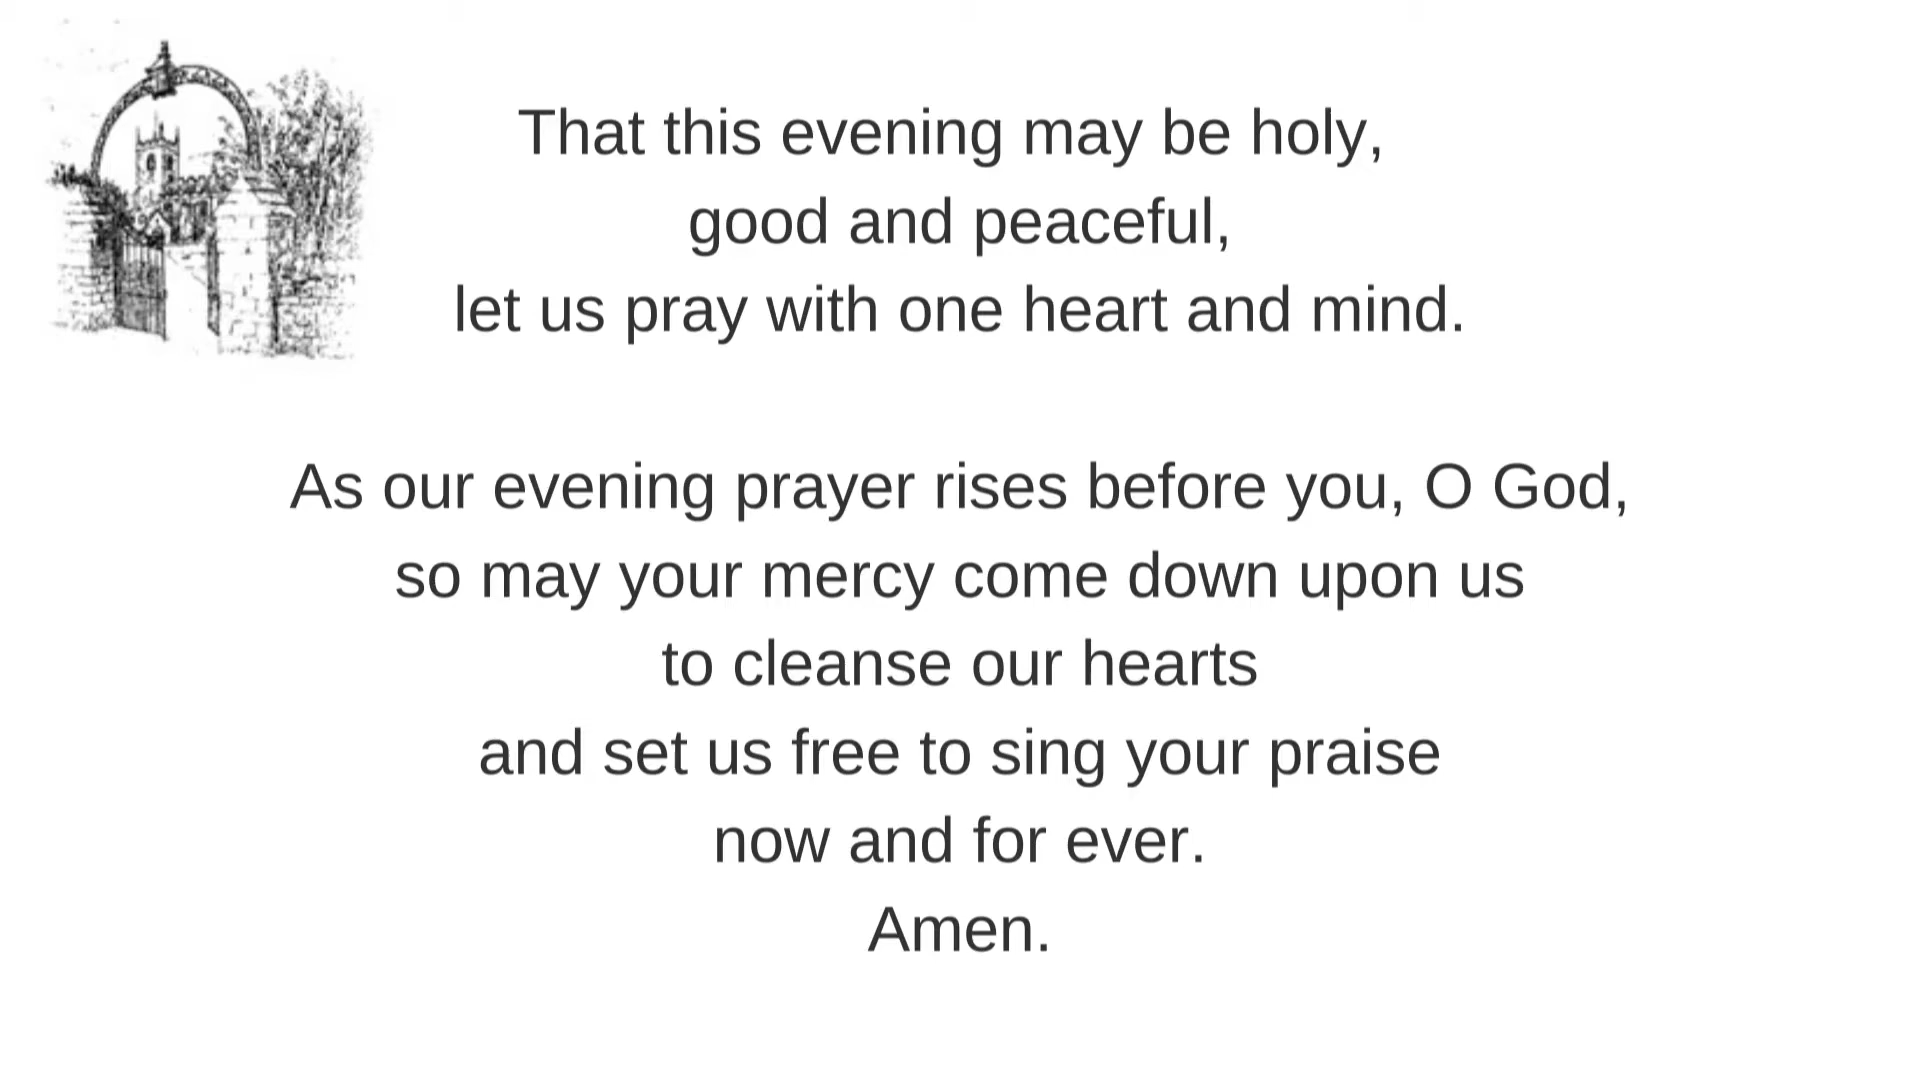 That this evening may be holy,
good and peaceful,
let us pray with one heart and mind.
As our evening prayer rises before you, O God,
so may your mercy come down upon us
to cleanse our hearts
and set us free to sing your praise
now and for ever.
Amen.